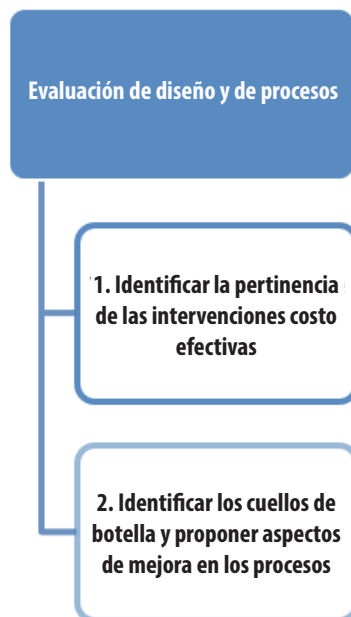 Evaluación de diseño y de procesos
1. Identificar la pertinencia
de las intervenciones costo
efectivas
2. Identificar los cuellos de
botella y proponer aspectos
de mejora en los procesos